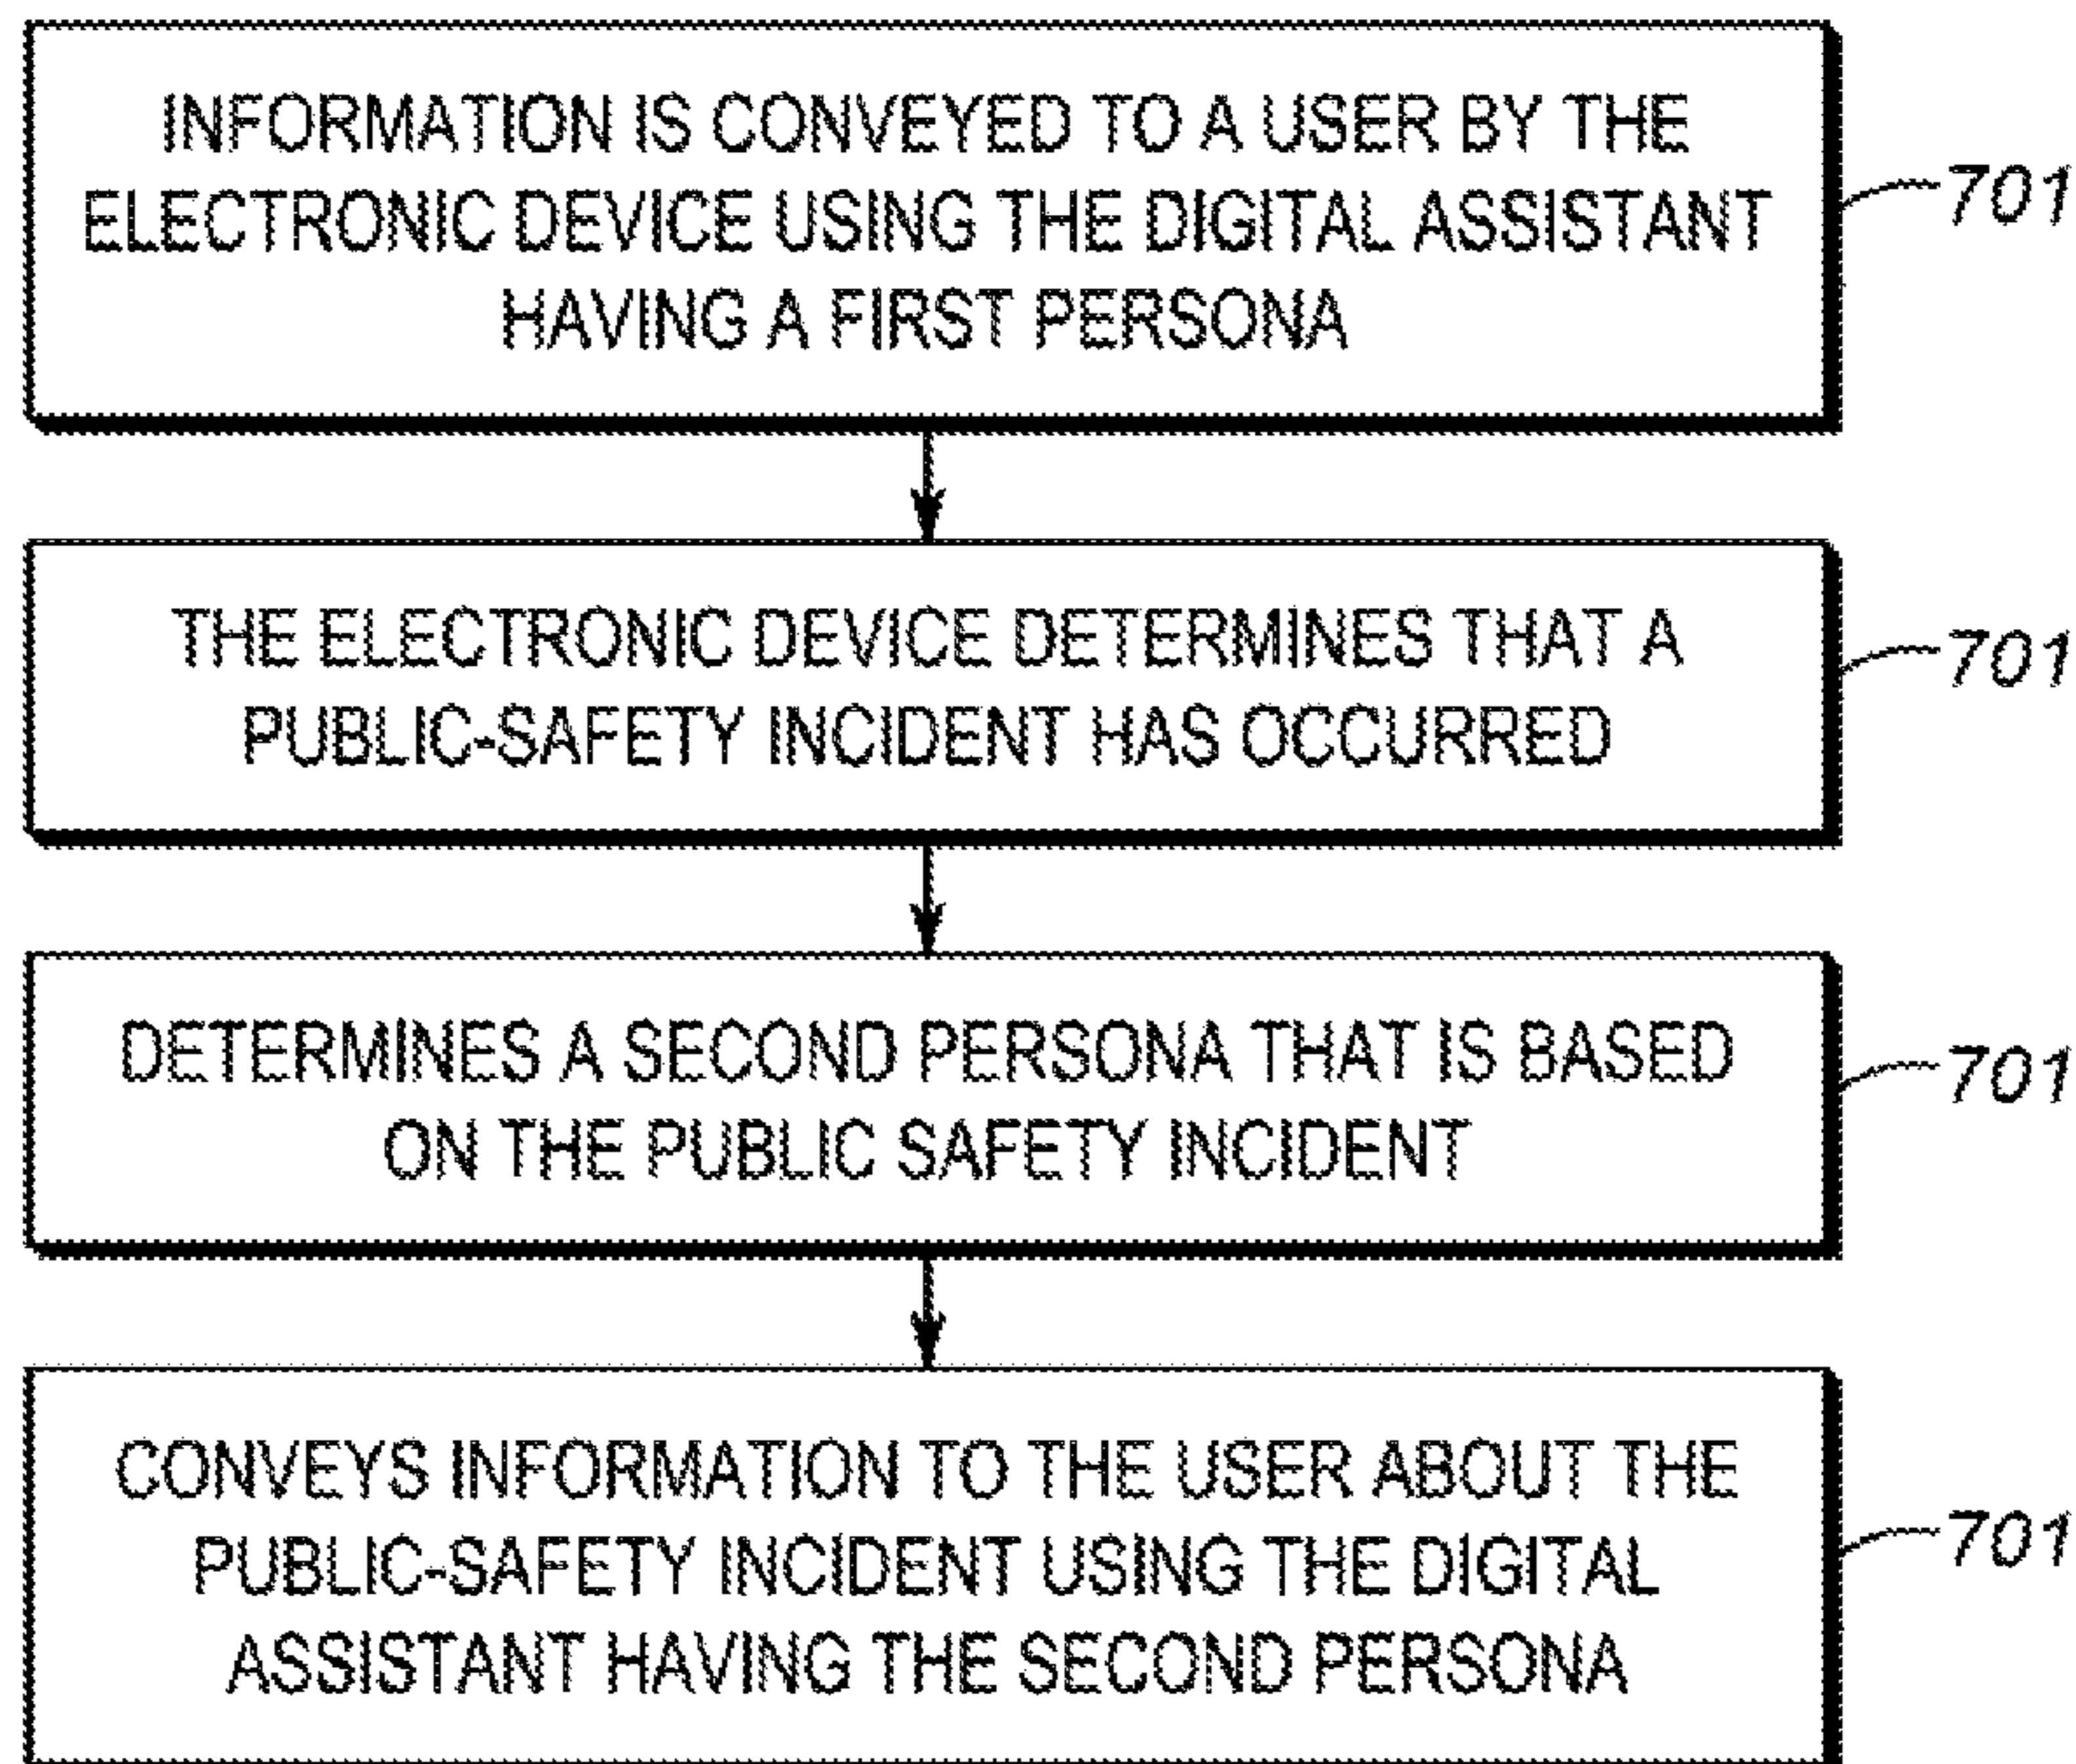 INFORMATION IS CONVEYED TO A USER BY THE
ELECTRONIC DEVICE USING THE DIGITAL ASSISTANT
HAVING A FIRST PERSONA
701
THE ELECTRONIC DEVICE DETERMINES THAT A
PUBLIC-SAFETY INCIDENT HAS OCCURRED
701
DETERMINES A SECOND PERSONA THAT IS BASED
ON THE PUBLIC SAFETY INCIDENT
701
CONVEYS INFORMATION TO THE USER ABOUT THE
PUBLIC-SAFETY INCIDENT USING THE DIGITAL
ASSISTANT HAVING THE SECOND PERSONA
701